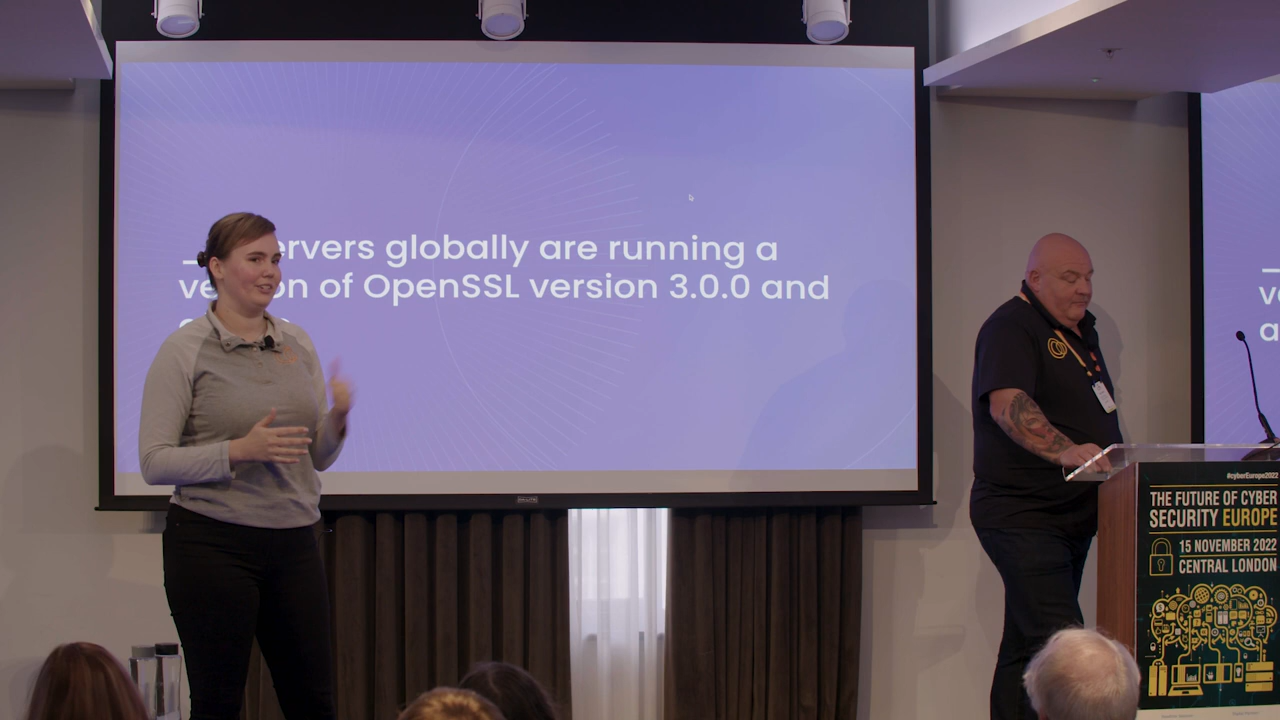 ervers globally are running a
ve on of OpenSSL version 3.0.0 and
#cyberEurope2022
THE FUTURE OF CYBER
SECURITY EUROPE
15 NOVEMBER 2022
CENTRAL LONDON